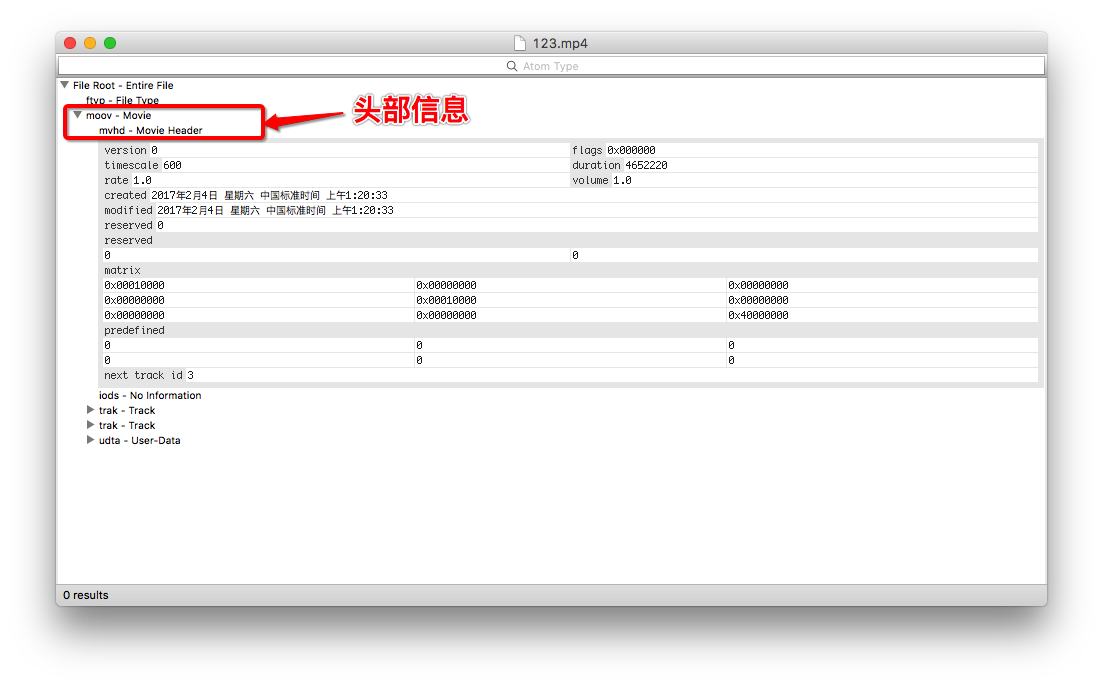 123.mp4
Atom Type
File Root - Entire File
ftyp - File Type
moov - Movie
头部信息
mvhd - Movie Header
version 0 flags 0x000000
timescale 600 duration 4652220
rate 1.0 volume 1.0
created 2017年2月4日 星期六 中国标准时间 上午1:20:33
modified 2017年2月4日 星期六 中国标准时间 上午1:20:33
reserved 0
reserved
0 0
matrix
0x00010000 0x00000000 0x00000000
0x00000000 0x00010000 0x00000000
0x00000000 0x00000000 0x40000000
predefined
0 0 0
0 0 0
next track id 3
iods - No Information
trak - Track
trak - Track
udta - User-Data
0 results